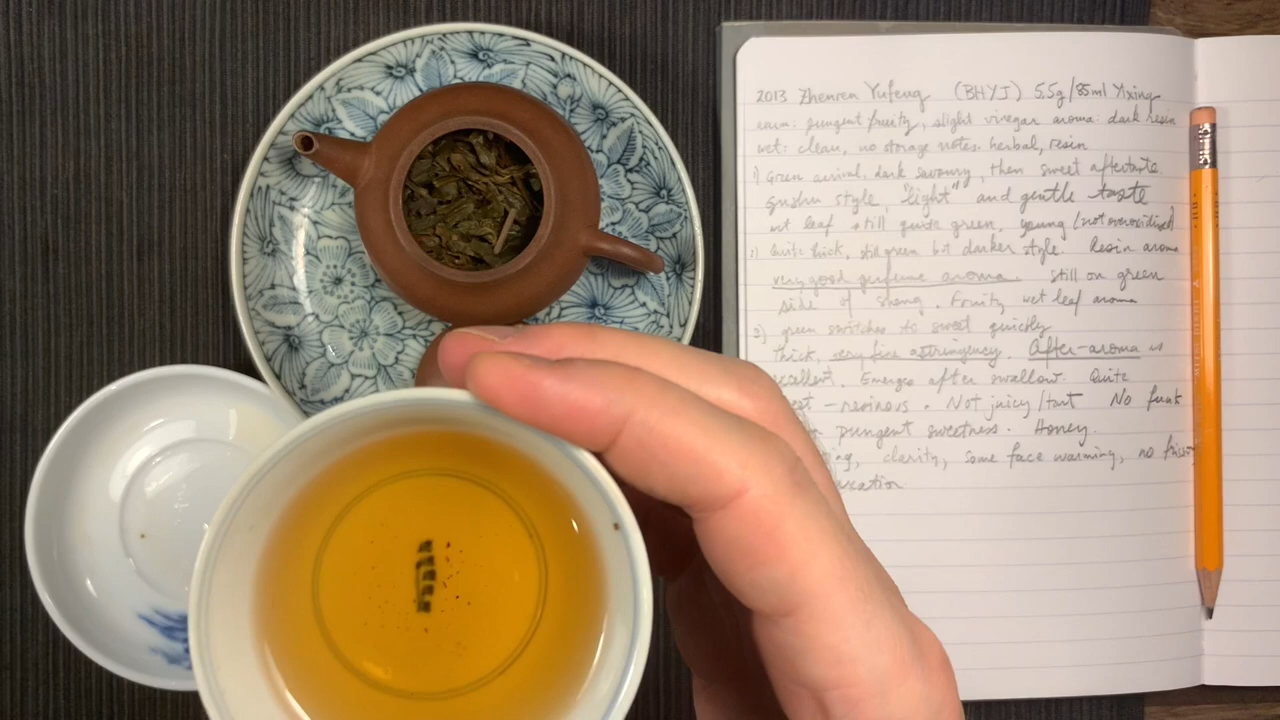 2013 Zhenren Yufeng (BHYJ) 5.5g/85ml Yixing
warm: pungent fruity, slight vinegar aroma: dark resin
wet: clean, no storage notes. herbal, resin
1) Green arrival, dark savoury, then sweet aftertaste
gushu style, "light" and gentle taste
wet leaf still quite green, young (not overoxidised)
2) Quite thick, still green but darker style. Resin aroma
very good perfume aroma. still on green
side of sheng. Fruity wet leaf aroma
3) green switches to sweet quickly
thick, very fine astringency. After-aroma is
excellent. Emerges after swallow. Quite
- resinous. Not juicy/tart No funk
pungent sweetness. Honey.
clarity, some face warming, no